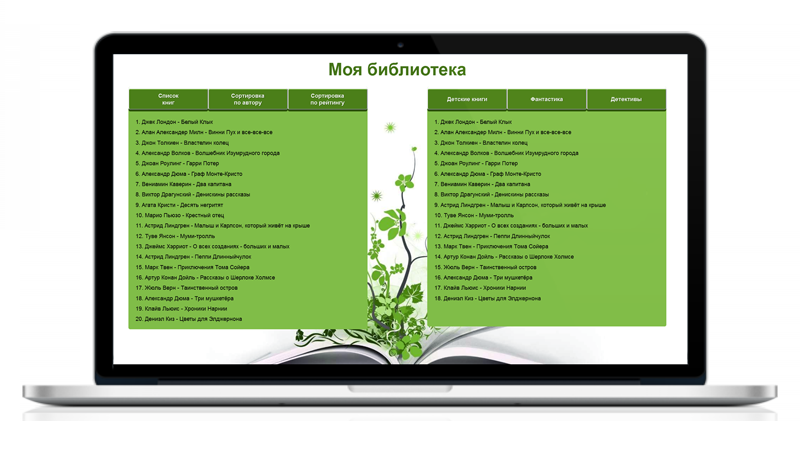 Моя библиотека
Список книг
Сортировка по автору
Сортировка по рейтингу
1. Джек Лондон - Белый Клык
2. Алан Александер Милн - Винни Пух и все-все-все
3. Джон Толкиен - Властелин колец
4. Александр Волков - Волшебник Изумрудного города
5. Джоан Роулинг - Гарри Потер
6. Александр Дюма - Граф Монте-Кристо
7. Вениамин Каверин - Два капитана
8. Виктор Драгунский - Денискины рассказы
9. Агата Кристи - Десять негритят
10. Марио Пьюзо - Крестный отец
11. Астрид Линдгрен - Малыш и Карлсон, который живёт на крыше
12. Туве Янсон - Муми-тролль
13. Джеймс Хэрриот - О всех созданиях - больших и малых
14. Астрид Линдгрен - Пеппи Длинныйчулок
15. Марк Твен - Приключения Тома Сойера
16. Артур Конан Дойль - Рассказы о Шерлоке Холмсе
17. Жюль Верн - Таинственный остров
18. Александр Дюма - Три мушкетёра
19. Клайв Льюис - Хроники Нарнии
20. Дениэл Киз - Цветы для Элджернона
Детские книги
Фантастика
Детективы
1. Джек Лондон - Белый Клык
2. Алан Александер Милн - Винни Пух и все-все-все
3. Джон Толкиен - Властелин колец
4. Александр Волков - Волшебник Изумрудного города
5. Джоан Роулинг - Гарри Потер
6. Александр Дюма - Граф Монте-Кристо
7. Вениамин Каверин - Два капитана
8. Виктор Драгунский - Денискины рассказы
9. Астрид Линдгрен - Малыш и Карлсон, который живёт на крыше
10. Туве Янсон - Муми-тролль
11. Джеймс Хэрриот - О всех созданиях - больших и малых
12. Астрид Линдгрен - Пеппи Длинныйчулок
13. Марк Твен - Приключения Тома Сойера
14. Артур Конан Дойль - Рассказы о Шерлоке Холмсе
15. Жюль Верн - Таинственный остров
16. Александр Дюма - Три мушкетёра
17. Клайв Льюис - Хроники Нарнии
18. Дениэл Киз - Цветы для Элджернона